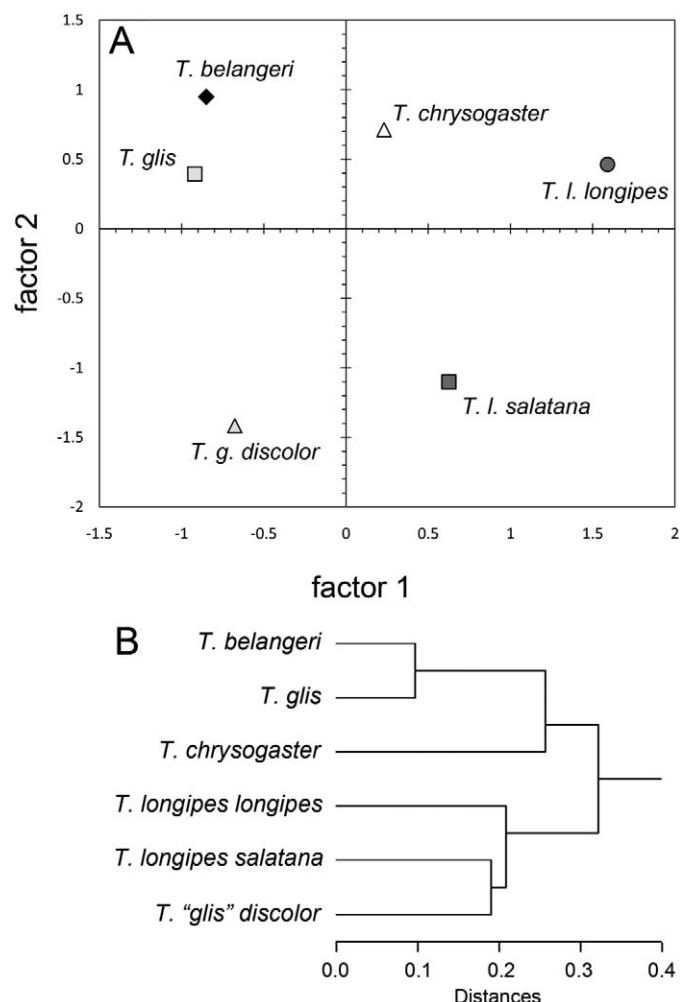 A
1.5
1
0.5
0
-0.5
-1
-1.5
-2
factor 2
T. belangeri
T. chrysogaster
T. glis
T. l. longipes
T. l. salatana
T. g. discolor
-1.5 -1 -0.5 0 0.5 1 1.5 2
factor 1
B
T. belangeri
T. glis
T. chrysogaster
T. longipes longipes
T. longipes salatana
T. “glis” discolor
0.0 0.1 0.2 0.3 0.4
Distances